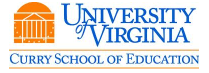 UNIVERSITY
of VIRGINIA
CURRY SCHOOL OF EDUCATION